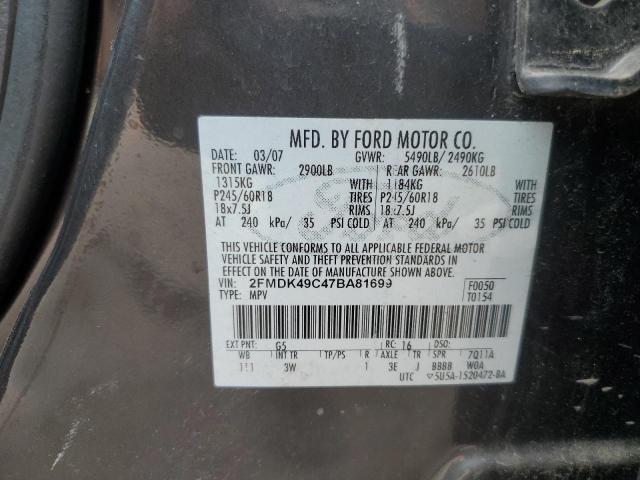 MFD. BY FORD MOTOR CO.
DATE: 03/07 GVWR: 5490LB/2490KG
FRONT GAWR: 2900LB REAR GAWR: 2610LB
1315KG WITH 1184KG WITH
P245/60R18 TIRES P245/60R18 TIRES
18x7.5J RIMS 18x7.5J RIMS
AT 240 kPa/ 35 PSI COLD AT 240 kPa/ 35 PSI COLD
THIS VEHICLE CONFORMS TO ALL APPLICABLE FEDERAL MOTOR
VEHICLE SAFETY AND THEFT PREVENTION STANDARDS IN
EFFECT ON THE DATE OF MANUFACTURE SHOWN ABOVE.
VIN: 2FMDK49C47BA81699 F0050
TYPE: MPV T0154
EXT PNT: G5 RC: 16 DSO:
WB INT TR TP/PS R AXLE TR SPR 7Q11A
111 3W 1 3E J BBBB W0A
UTC ▽5U5A-1520472-BA